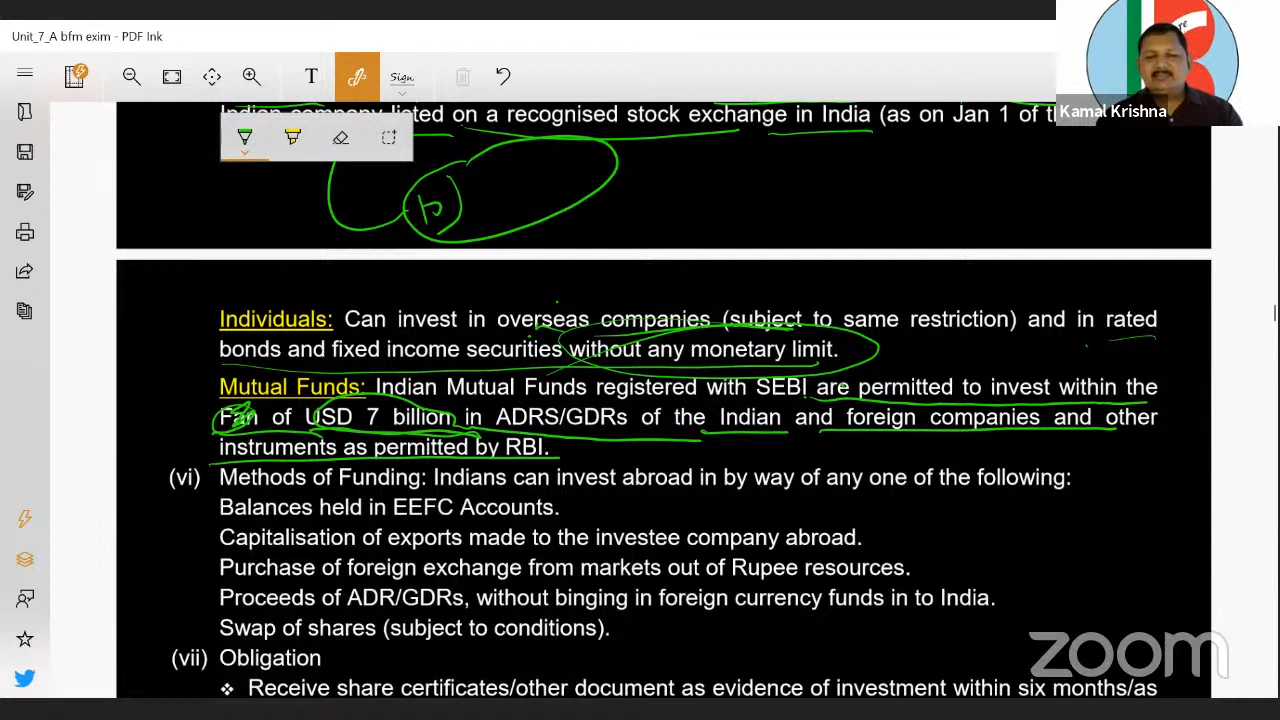 Unit_7_A bfm exim - PDF Ink
T
Sign
Kamal Krishna
Indian company listed on a recognised stock exchange in India (as on Jan 1 of
10
Individuals: Can invest in overseas companies (subject to same restriction) and in rated
bonds and fixed income securities without any monetary limit.
Mutual Funds: Indian Mutual Funds registered with SEBI are permitted to invest within the
of USD 7 billion in ADRS/GDRs of the Indian and foreign companies and other
instruments as permitted by RBI.
(vi) Methods of Funding: Indians can invest abroad in by way of any one of the following:
Balances held in EEFC Accounts.
Capitalisation of exports made to the investee company abroad.
Purchase of foreign exchange from markets out of Rupee resources.
Proceeds of ADR/GDRs, without binging in foreign currency funds in to India.
Swap of shares (subject to conditions).
(vii) Obligation
❖ Receive share certificates/other document as evidence of investment within six months/as
zoom